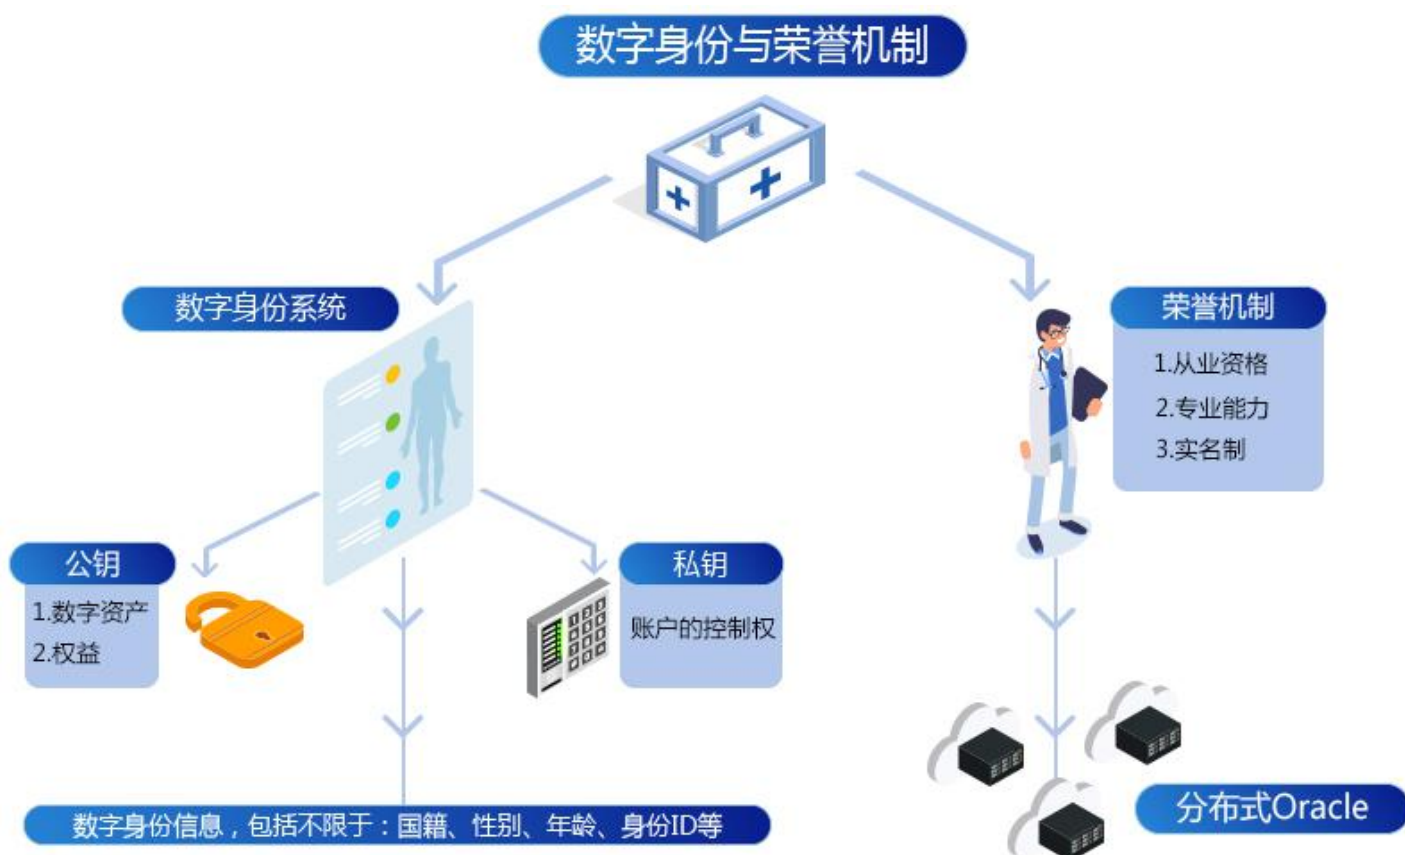 数字身份与荣誉机制
数字身份系统
荣誉机制
1.从业资格
2.专业能力
3.实名制
公钥
1.数字资产
2.权益
私钥
账户的控制权
数字身份信息，包括不限于：国籍、性别、年龄、身份ID等
分布式Oracle